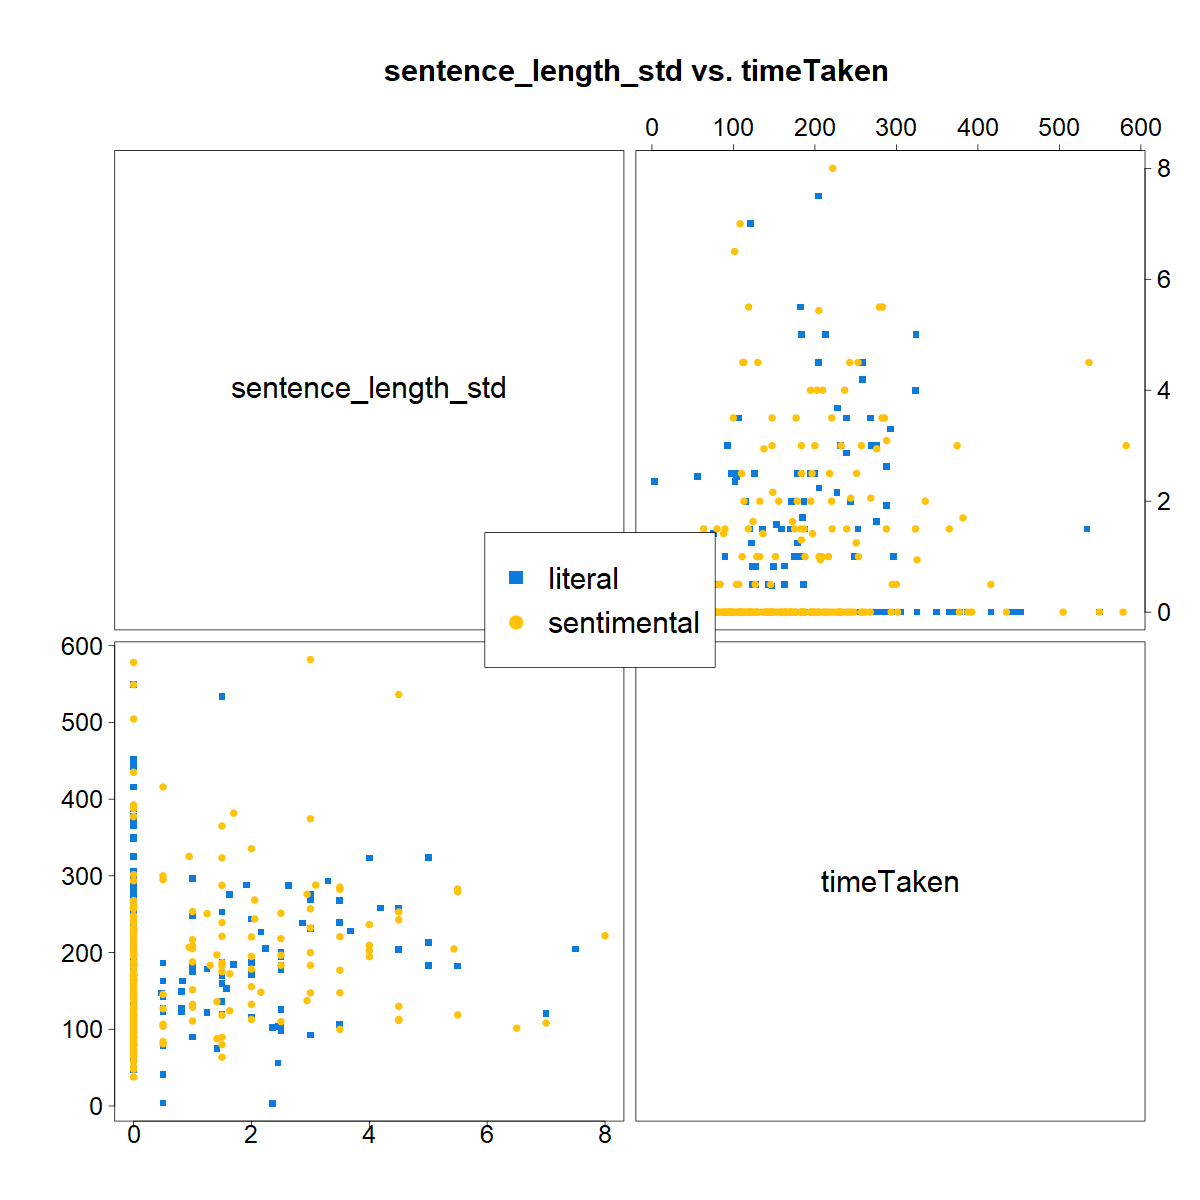 sentence_length_std vs. timeTaken
0 100 200 300 400 500 600
sentence_length_std
8
6
4
2
0
literal
sentimental
600
500
400
300
200
100
0
timeTaken
0 2 4 6 8